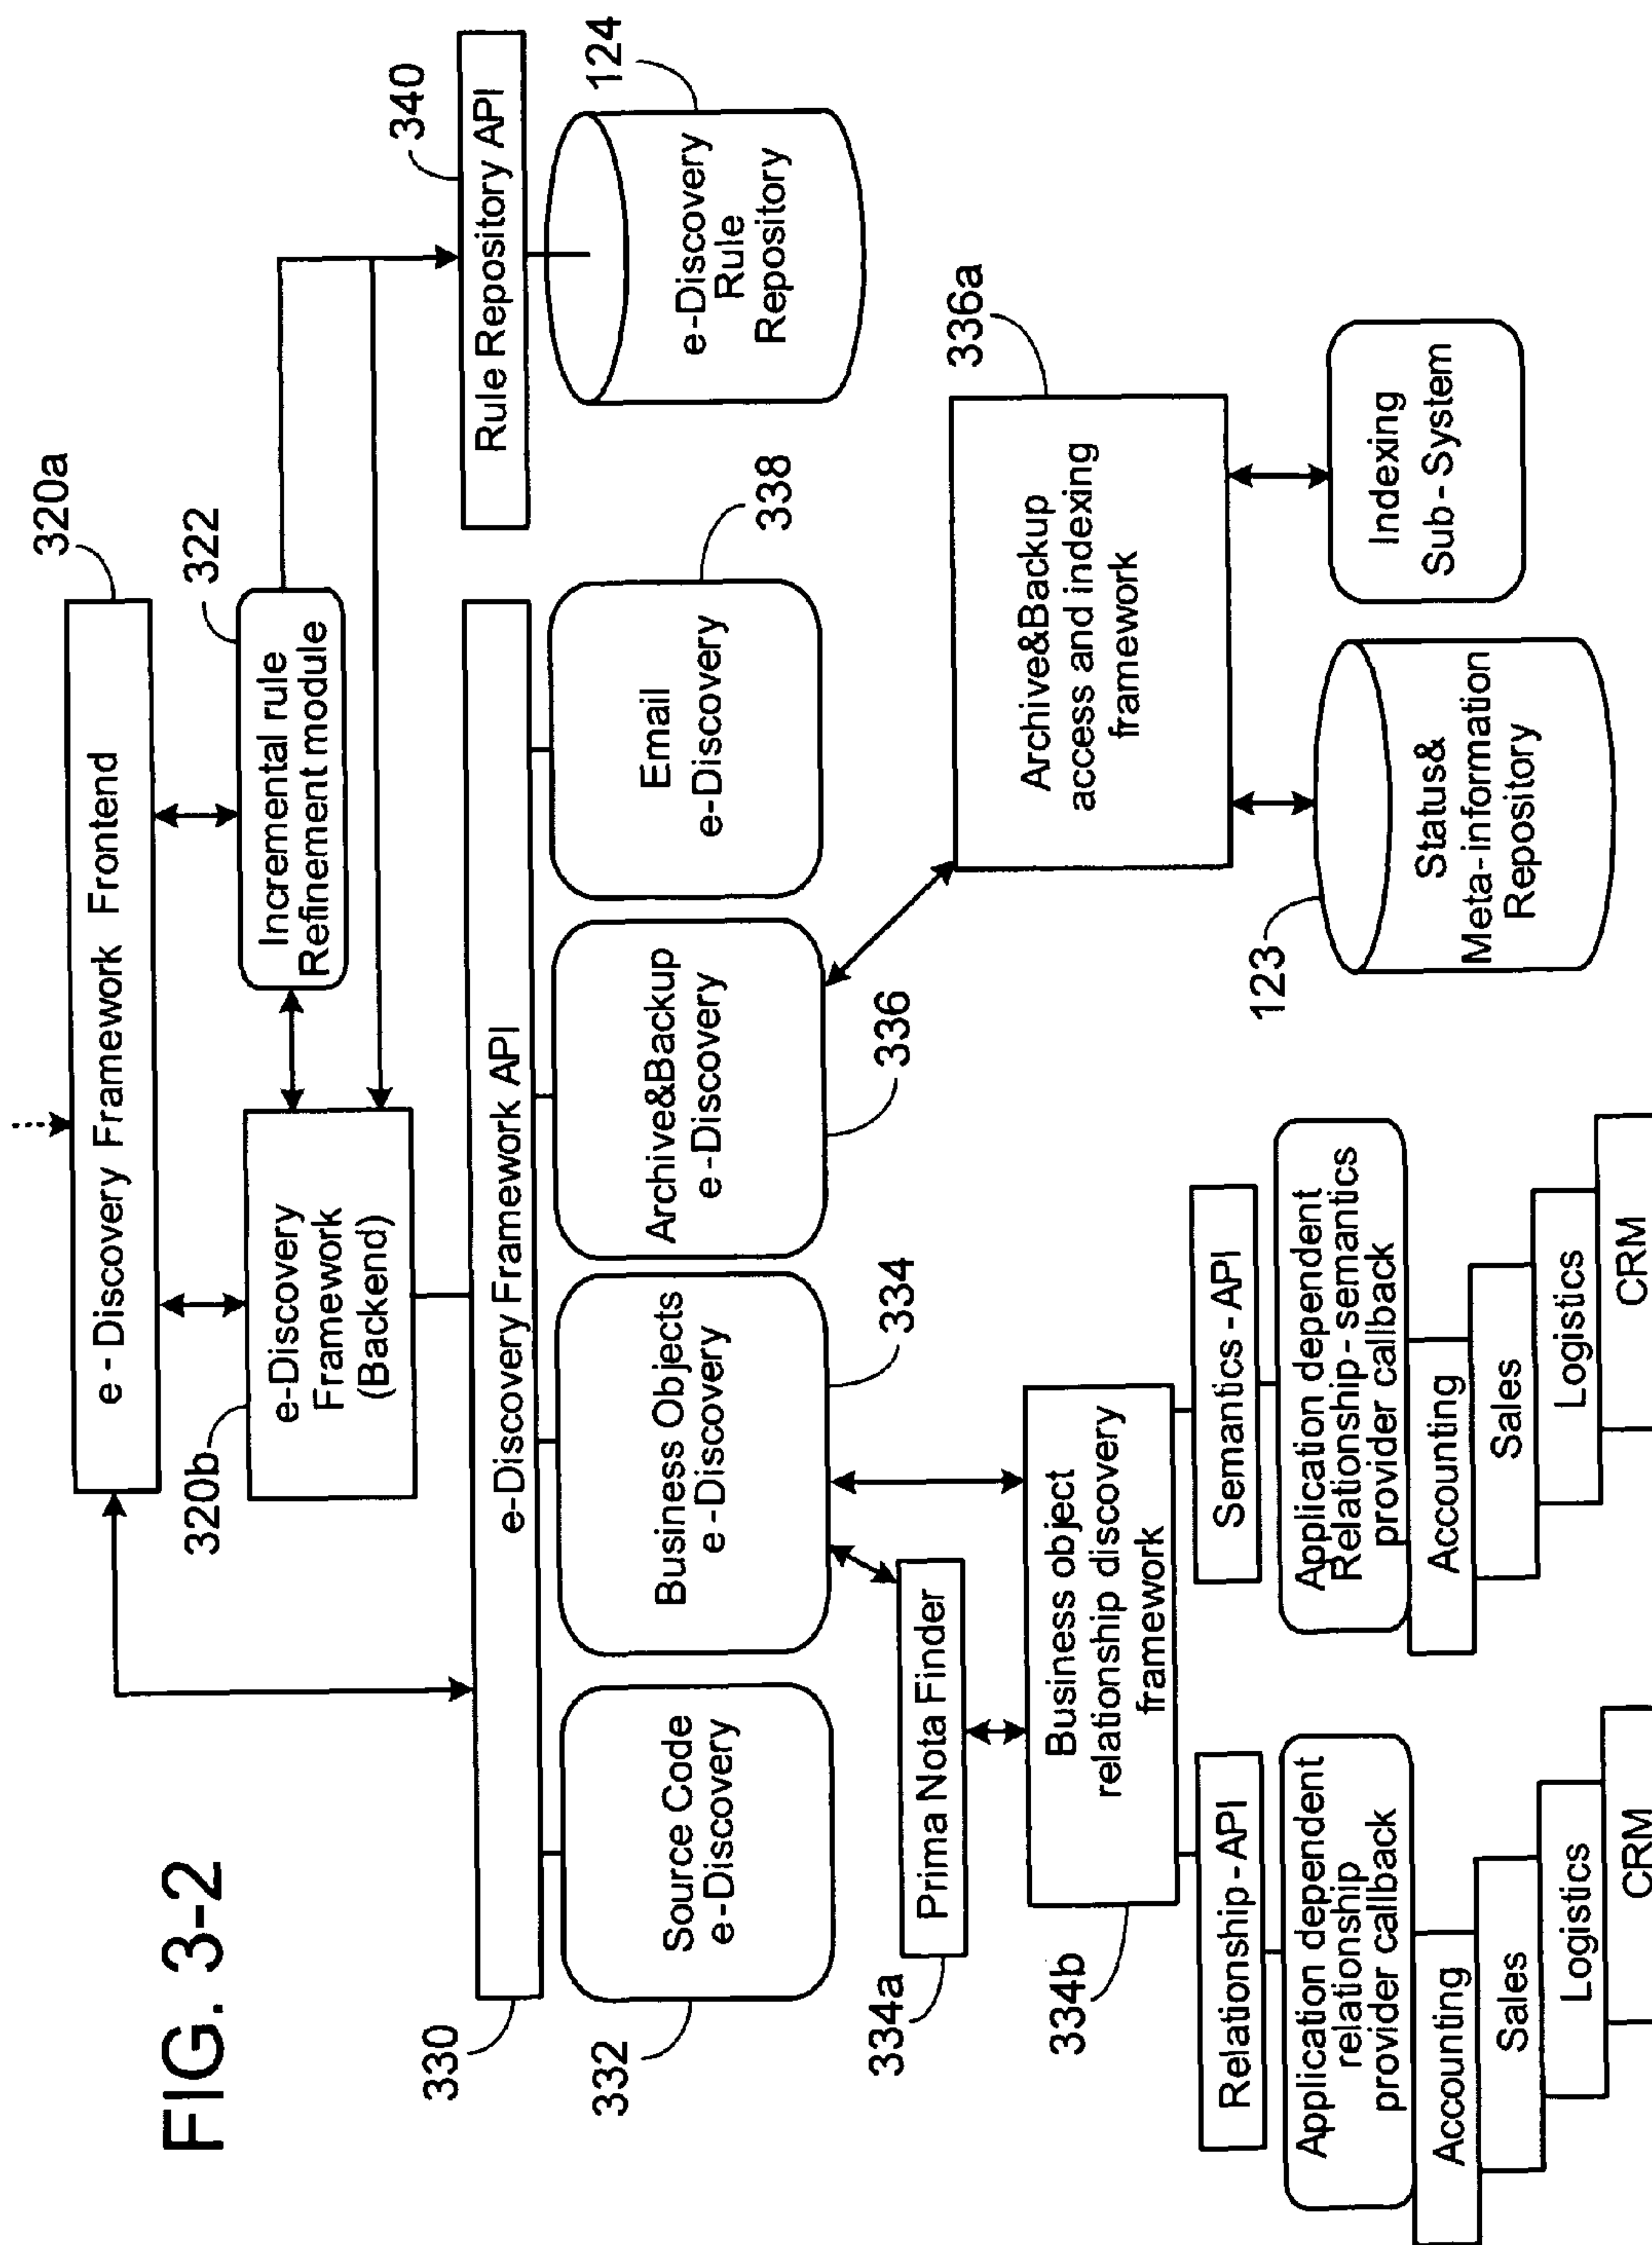 FIG. 3-2
e-Discovery Framework Frontend
320a
322
Incremental rule
Refinement module
320b
e-Discovery
Framework
(Backend)
340
Rule Repository API
124
e-Discovery
Rule
Repository
330
e-Discovery Framework API
332
Source Code
e-Discovery
Business Objects
e-Discovery
334
Archive&Backup
e-Discovery
336
Email
e-Discovery
338
334a
Prima Nota Finder
334b
Business object
relationship discovery
framework
336a
Archive&Backup
access and indexing
framework
Relationship-API
Application dependent
relationship
provider callback
Accounting
Sales
Logistics
CRM
Semantics-API
Application dependent
Relationship-semantics
provider callback
Accounting
Sales
Logistics
CRM
123
Status&
Meta-information
Repository
Indexing
Sub-System